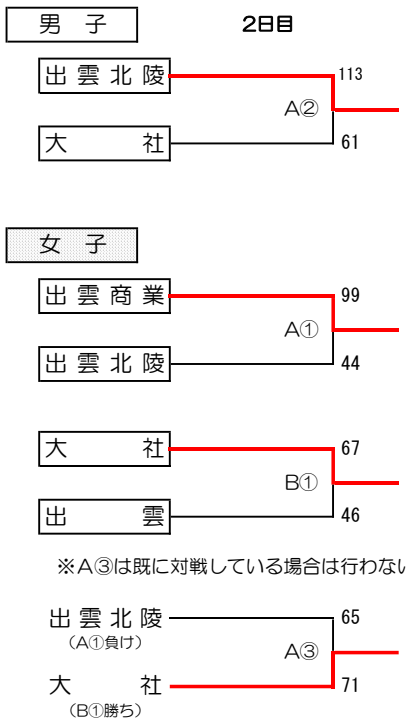 男 子 2日目
出 雲 北 陵 113
A②
大 社 61
女 子
出 雲 商 業 99
A①
出 雲 北 陵 44
大 社 67
B①
出 雲 46
※A③は既に対戦している場合は行わない
出 雲 北 陵 65
(A①負け)
A③
大 社 71
(B①勝ち)